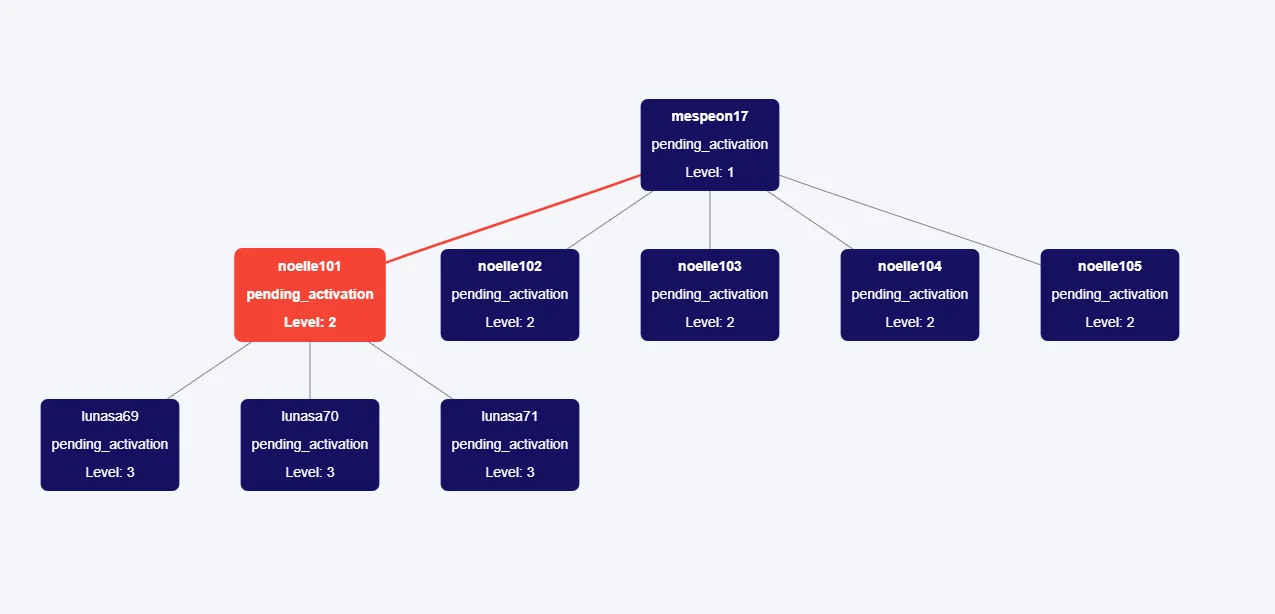 mespeon17
pending_activation
Level: 1
noelle101
pending_activation
Level: 2
noelle102
pending_activation
Level: 2
noelle103
pending_activation
Level: 2
noelle104
pending_activation
Level: 2
noelle105
pending_activation
Level: 2
lunasa69
pending_activation
Level: 3
lunasa70
pending_activation
Level: 3
lunasa71
pending_activation
Level: 3